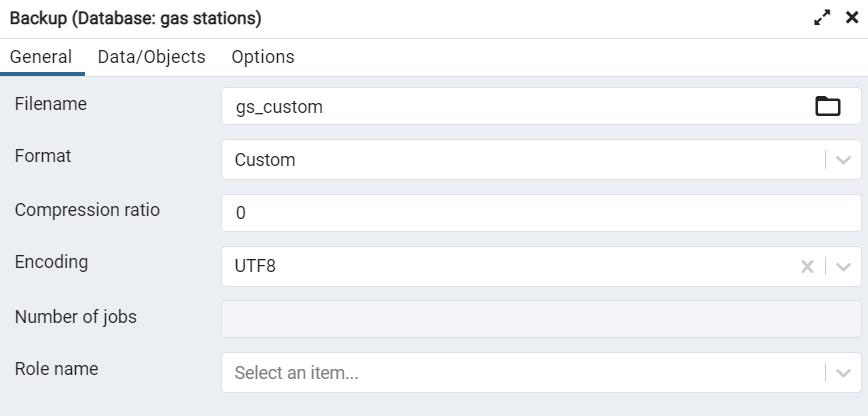 Backup (Database: gas stations)
General Data/Objects Options
Filename gs_custom
Format Custom
Compression ratio 0
Encoding UTF8
Number of jobs
Role name Select an item...